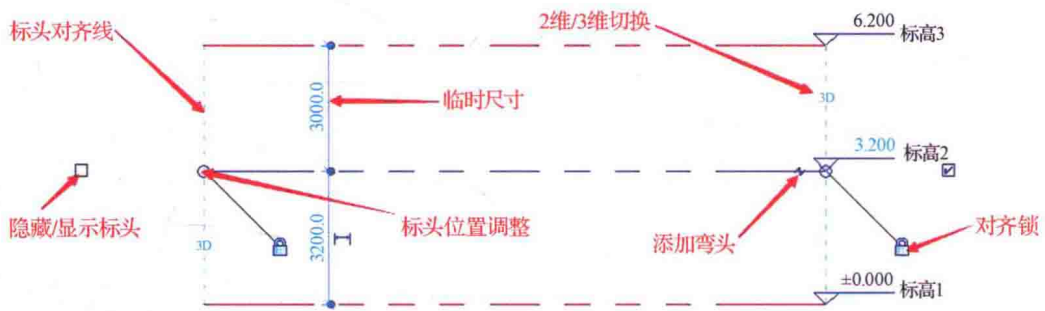 标头对齐线
2维/3维切换
6.200 标高3
3000.0
临时尺寸
3D
3.200 标高2
隐藏/显示标头
3D
3200.0
标头位置调整
添加弯头
对齐锁
±0.000 标高1